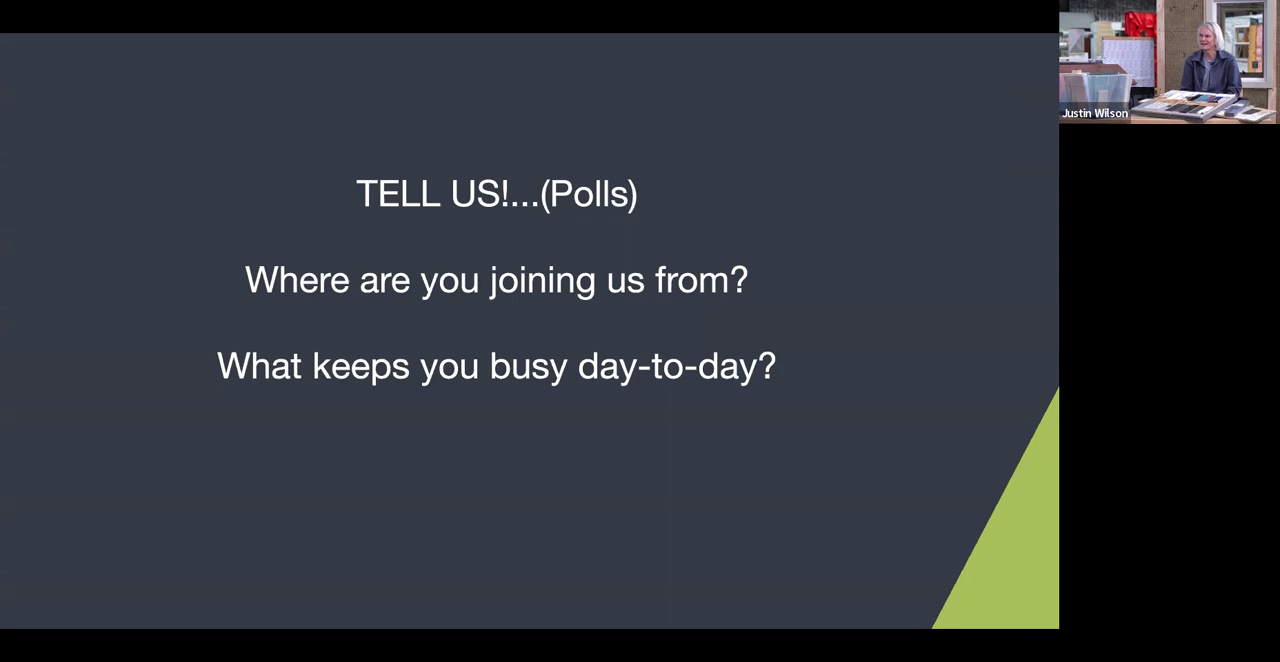 TELL US!...(Polls)
Where are you joining us from?
What keeps you busy day-to-day?
Justin Wilson